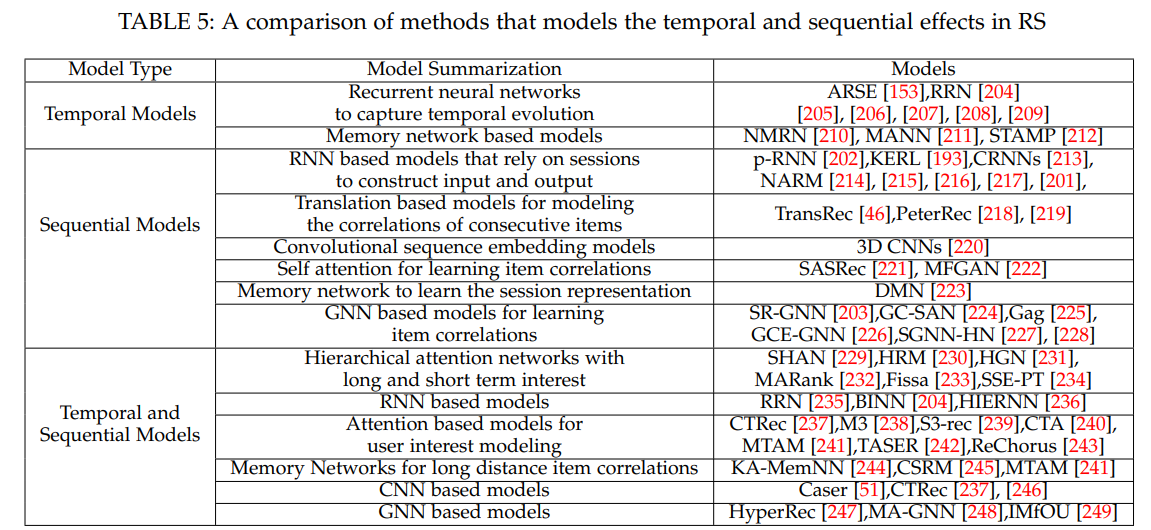 TABLE 5: A comparison of methods that models the temporal and sequential effects in RS
Model Type Model Summarization Models
Temporal Models
Recurrent neural networks
to capture temporal evolution
ARSE [153],RRN [204]
[205], [206], [207], [208], [209]
Memory network based models
NMRN [210], MANN [211], STAMP [212]
Sequential Models
RNN based models that rely on sessions
to construct input and output
p-RNN [202],KERL [193],CRNNs [213],
NARM [214], [215], [216], [217], [201],
Translation based models for modeling
the correlations of consecutive items
TransRec [46],PeterRec [218], [219]
Convolutional sequence embedding models
3D CNNs [220]
Self attention for learning item correlations
SASRec [221], MFGAN [222]
Memory network to learn the session representation
DMN [223]
GNN based models for learning
item correlations
SR-GNN [203],GC-SAN [224],Gag [225],
GCE-GNN [226],SGNN-HN [227], [228]
Temporal and
Sequential Models
Hierarchical attention networks with
long and short term interest
SHAN [229],HRM [230],HGN [231],
MARank [232],Fissa [233],SSE-PT [234]
RNN based models
RRN [235],BINN [204],HIERNN [236]
Attention based models for
user interest modeling
CTRec [237],M3 [238],S3-rec [239],CTA [240],
MTAM [241],TASER [242],ReChorus [243]
Memory Networks for long distance item correlations
KA-MemNN [244],CSRM [245],MTAM [241]
CNN based models
Caser [51],CTRec [237], [246]
GNN based models
HyperRec [247],MA-GNN [248],IMfOU [249]